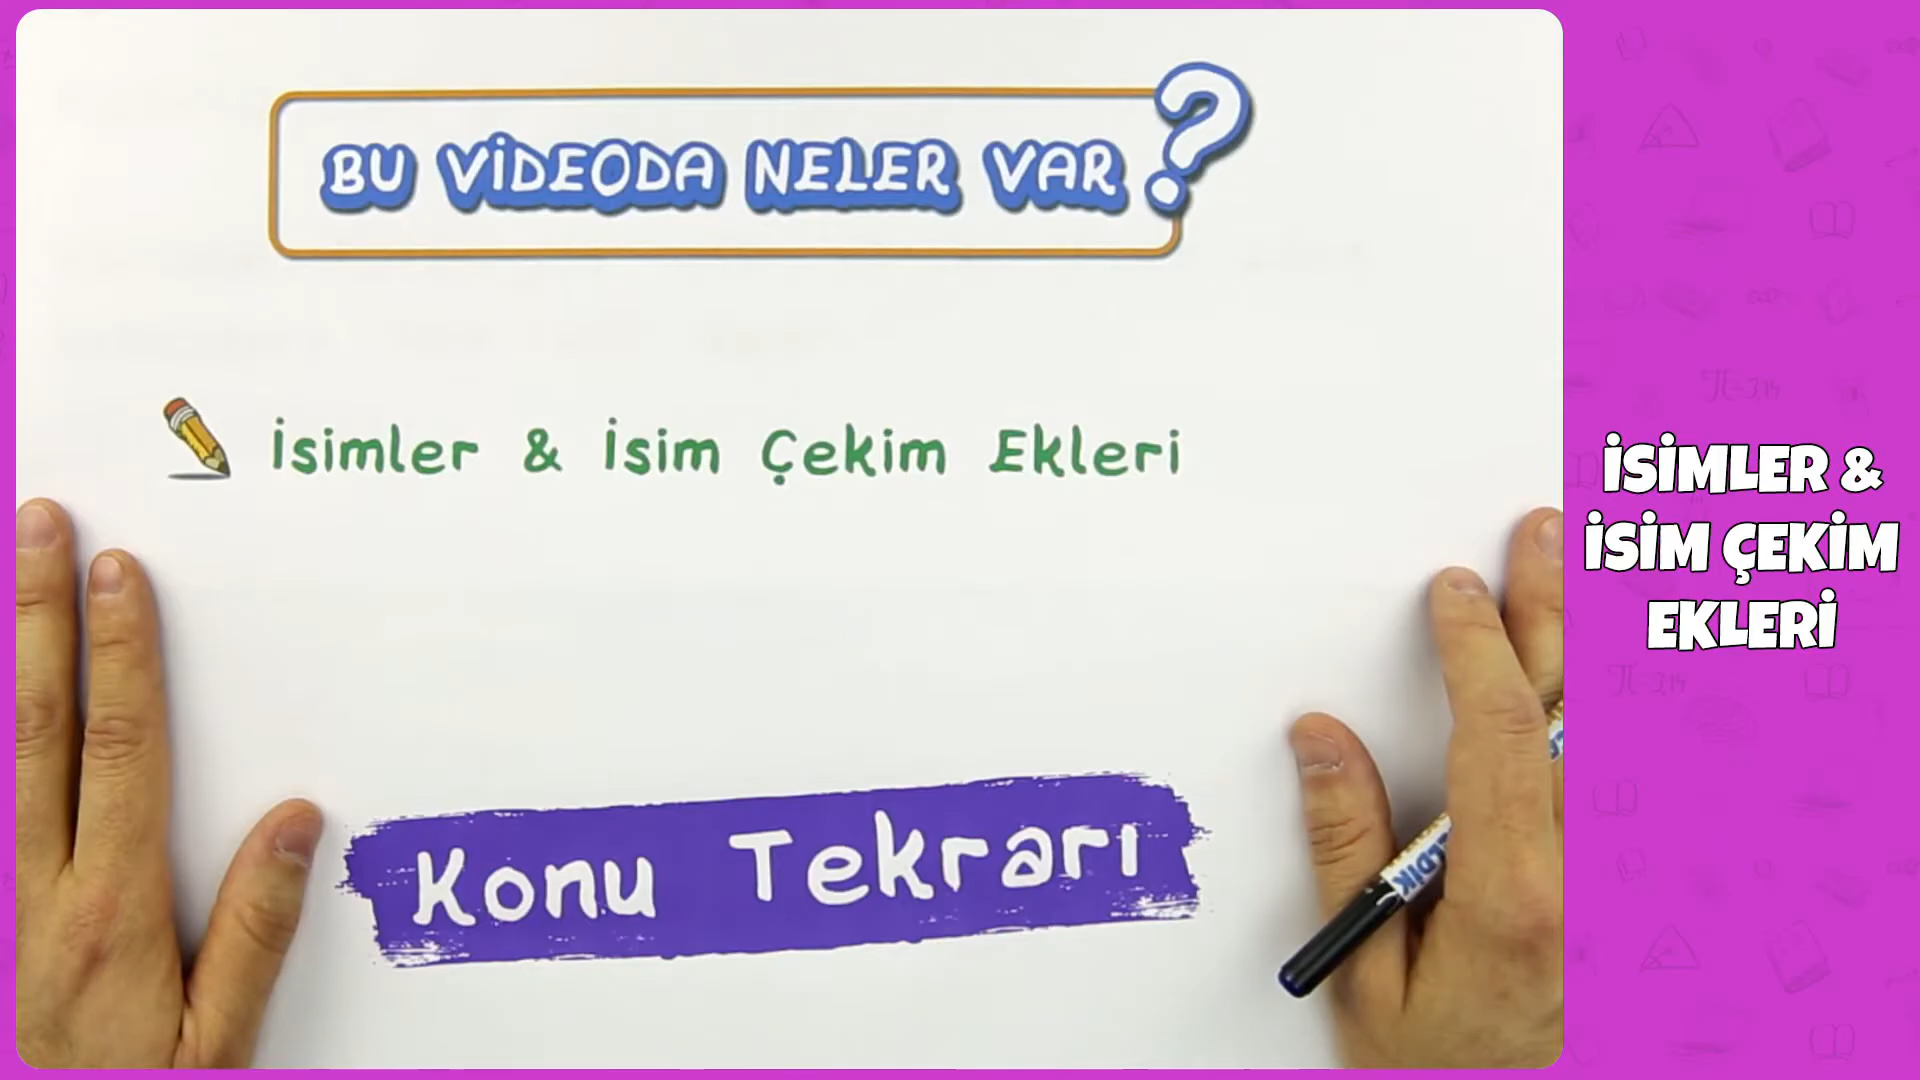 BU VİDEODA NELER VAR?
İsimler & İsim Çekim Ekleri
Konu Tekrarı
İSİMLER &
İSİM ÇEKİM
EKLERİ